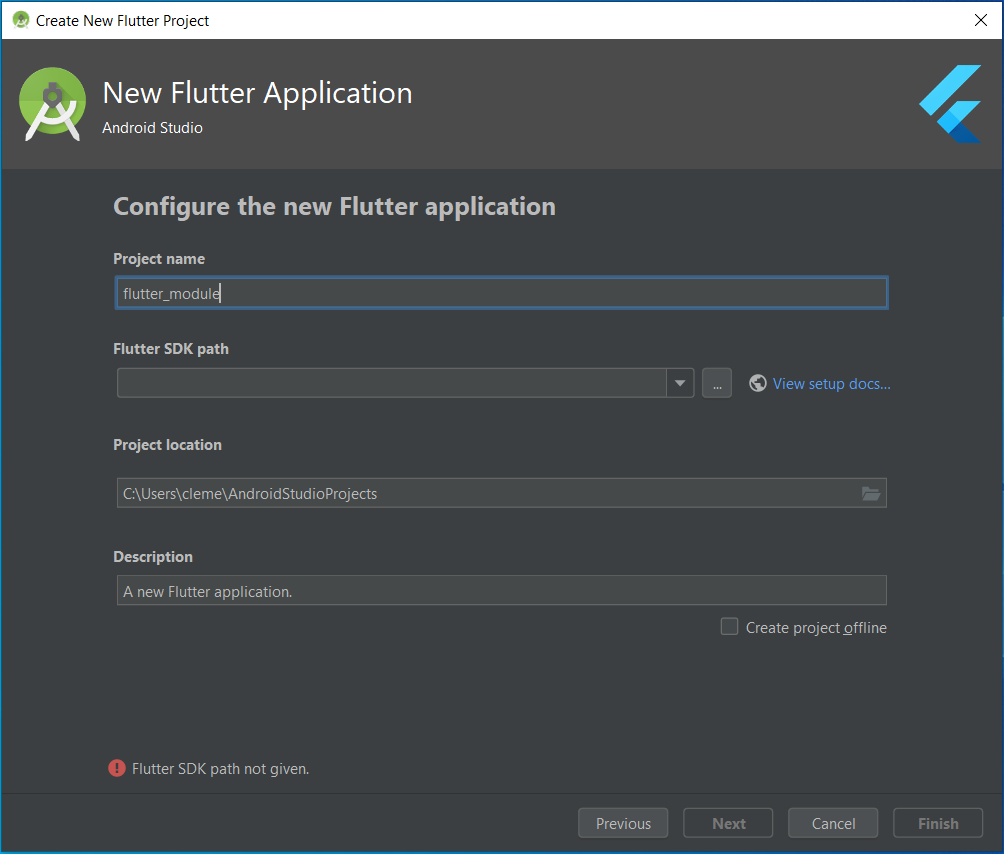 Create New Flutter Project
New Flutter Application
Android Studio
Configure the new Flutter application
Project name
flutter_module
Flutter SDK path
... View setup docs...
Project location
C:\Users\cleme\AndroidStudioProjects
Description
A new Flutter application.
Create project offline
Flutter SDK path not given.
Previous Next Cancel Finish